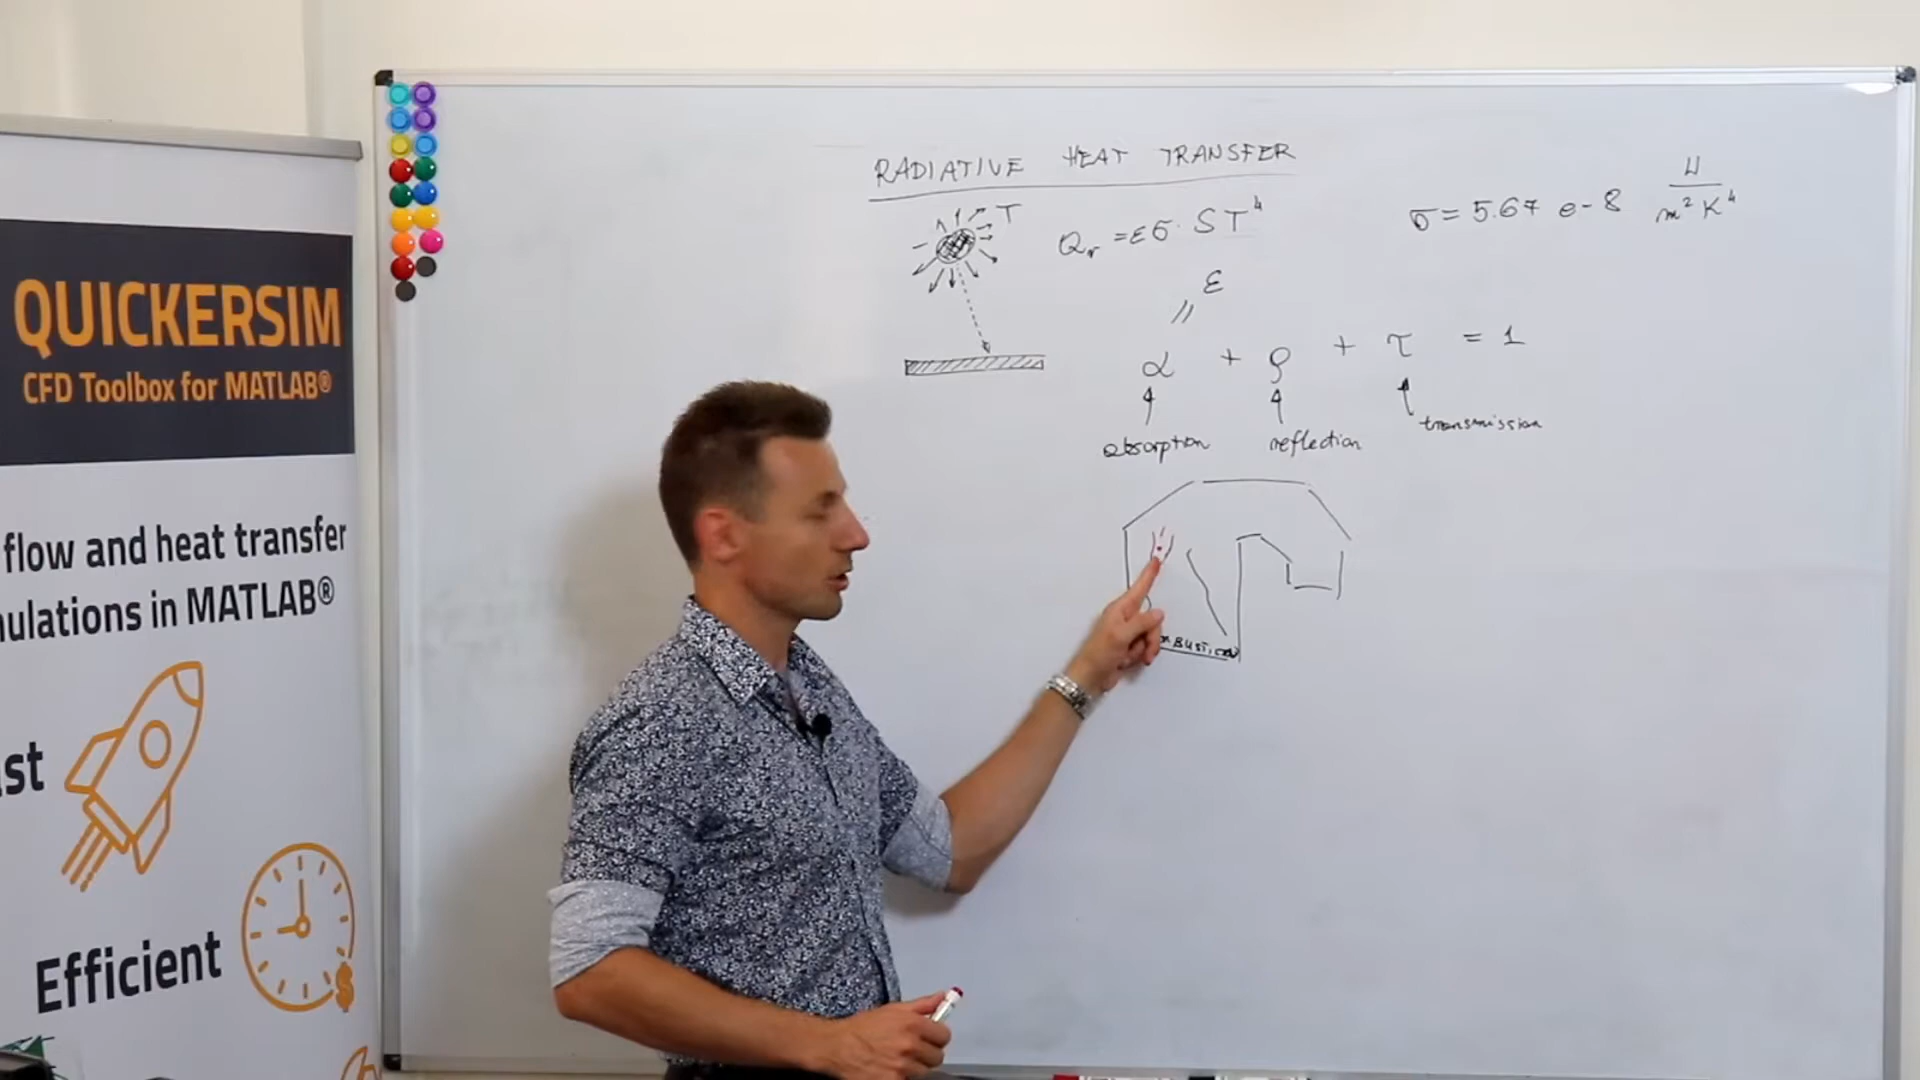 QUICKERSIM
CFD Toolbox for MATLAB®
flow and heat transfer
ulations in MATLAB®
st
Efficient
$
RADIATIVE HEAT TRANSFER
T
Qr = εσ · S T⁴
σ = 5.67 e-8 W/m² K⁴
ε
//
α + ρ + τ = 1
absorption
reflection
transmission
MBUSTION